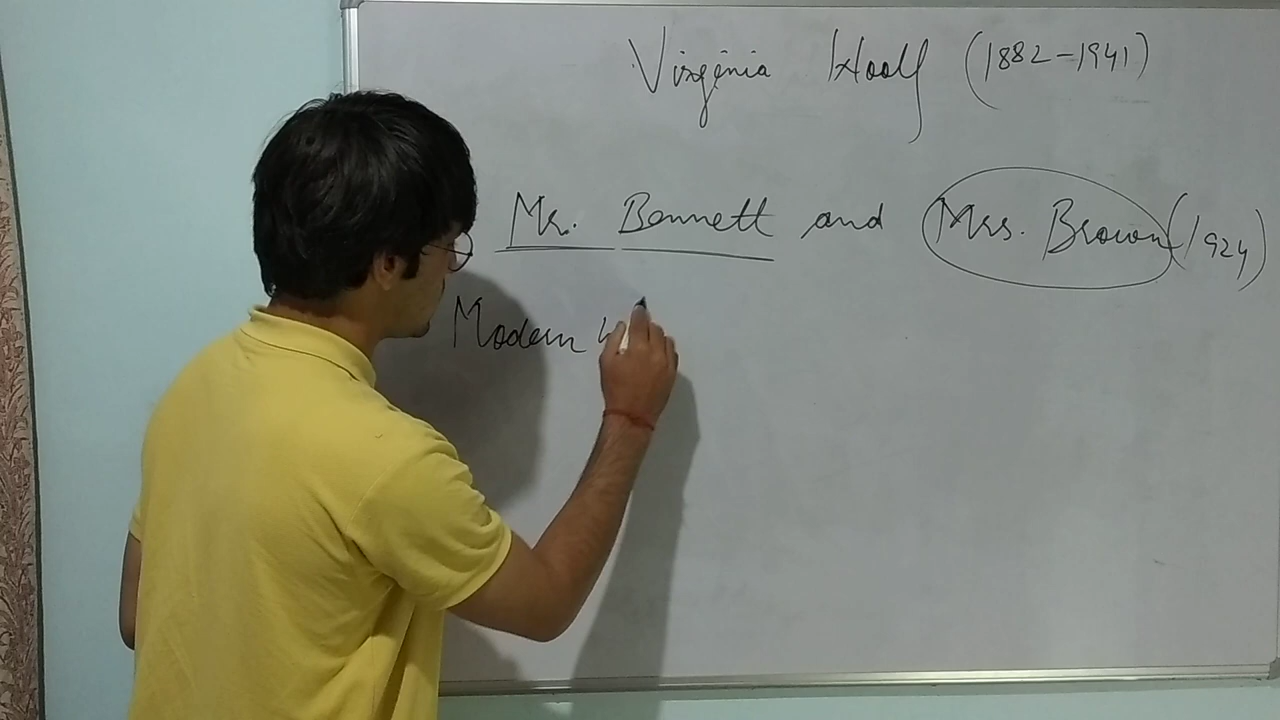 Virginia Woolf (1882-1941)
Mr. Bennett and Mrs. Brown (1924)
Modern